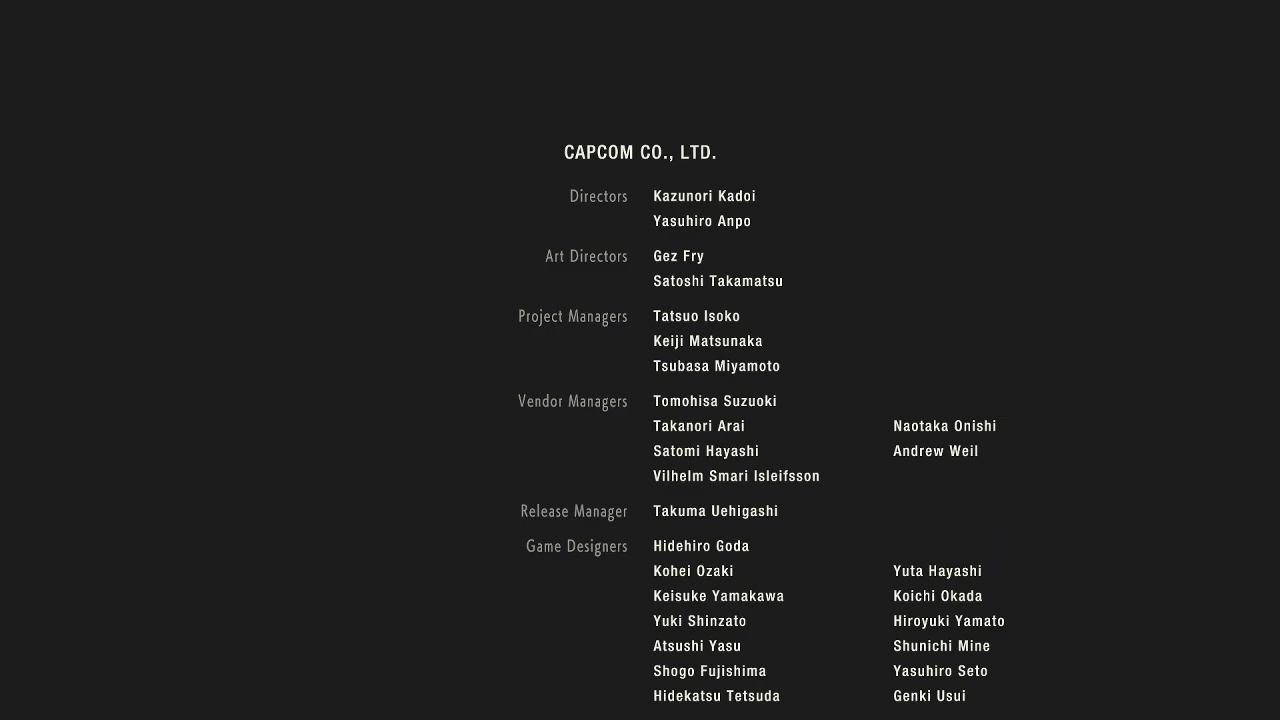 CAPCOM CO., LTD.
Directors Kazunori Kadoi
Yasuhiro Anpo
Art Directors Gez Fry
Satoshi Takamatsu
Project Managers Tatsuo Isoko
Keiji Matsunaka
Tsubasa Miyamoto
Vendor Managers Tomohisa Suzuoki
Takanori Arai Naotaka Onishi
Satomi Hayashi Andrew Weil
Vilhelm Smari Isleifsson
Release Manager Takuma Uehigashi
Game Designers Hidehiro Goda
Kohei Ozaki Yuta Hayashi
Keisuke Yamakawa Koichi Okada
Yuki Shinzato Hiroyuki Yamato
Atsushi Yasu Shunichi Mine
Shogo Fujishima Yasuhiro Seto
Hidekatsu Tetsuda Genki Usui